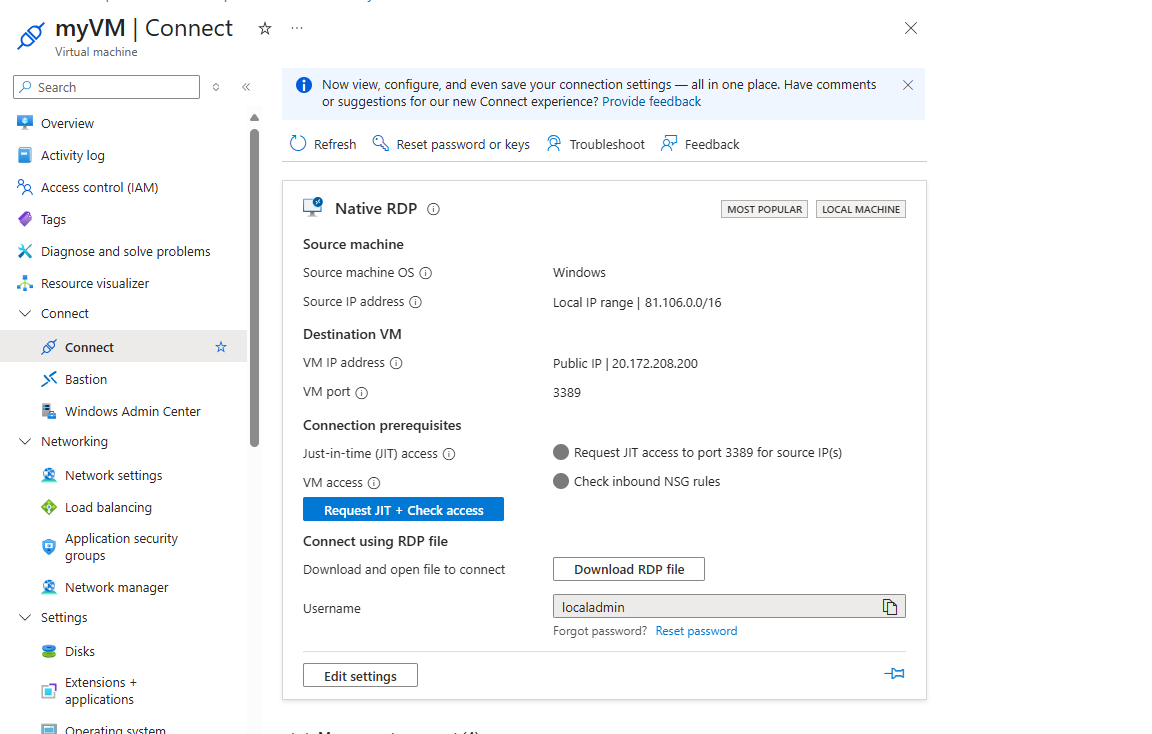 myVM | Connect
Virtual machine
Search
Overview
Activity log
Access control (IAM)
Tags
Diagnose and solve problems
Resource visualizer
Connect
Connect
Bastion
Windows Admin Center
Networking
Network settings
Load balancing
Application security
groups
Network manager
Settings
Disks
Extensions +
applications
Operating system
Now view, configure, and even save your connection settings — all in one place. Have comments
or suggestions for our new Connect experience? Provide feedback
Refresh
Reset password or keys
Troubleshoot
Feedback
Native RDP
MOST POPULAR
LOCAL MACHINE
Source machine
Source machine OS
Windows
Source IP address
Local IP range | 81.106.0.0/16
Destination VM
VM IP address
Public IP | 20.172.208.200
VM port
3389
Connection prerequisites
Just-in-time (JIT) access
Request JIT access to port 3389 for source IP(s)
VM access
Check inbound NSG rules
Request JIT + Check access
Connect using RDP file
Download and open file to connect
Download RDP file
Username
localadmin
Forgot password? Reset password
Edit settings